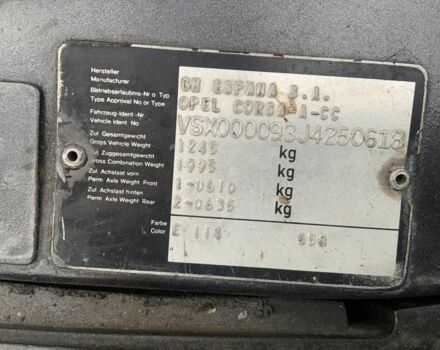 Hersteller
Manufacturer GM ESPANA S.A.
Betriebserlaubnis-Nr o Typ
Type Approval No or Type OPEL CORSA-A-CC
Fahrzeug-Ident-Nr
Vehicle Ident No VSX000093J4250618
Zul Gesamtgewicht
Gross Vehicle Weight 1245 kg
Zul Zuggesamtgewicht
Gross Combination Weight 1995 kg
Zul Achslast vorn
Perm Axle Weight Front 1-0610 kg
Zul Achslast hinten
Perm Axle Weight Rear 2-0635 kg
Farbe
Color 2 114